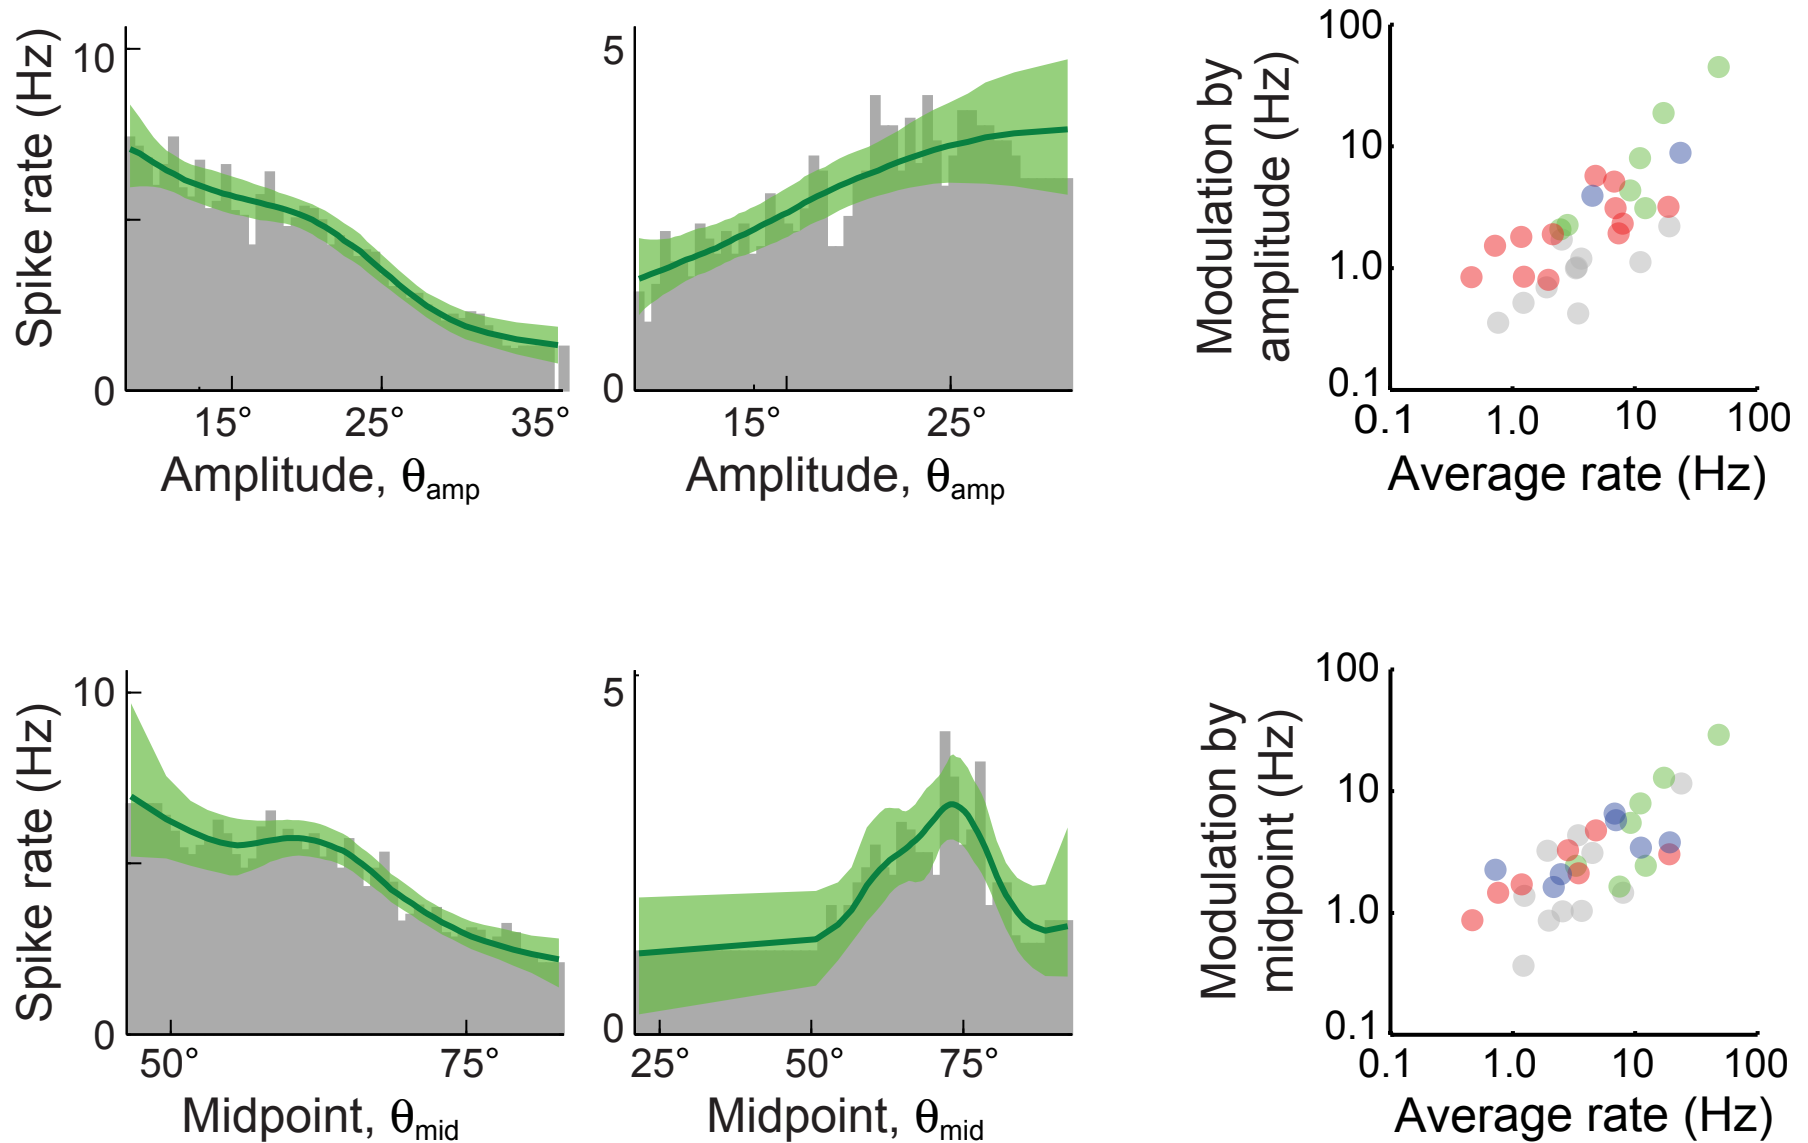 Spike rate (Hz)
10
0
15° 25° 35°
Amplitude, θamp
5
0
15° 25°
Amplitude, θamp
Modulation by
amplitude (Hz)
100
10
1.0
0.1
0.1 1.0 10 100
Average rate (Hz)
Spike rate (Hz)
10
0
50° 75°
Midpoint, θmid
5
0
25° 50° 75°
Midpoint, θmid
Modulation by
midpoint (Hz)
100
10
1.0
0.1
0.1 1.0 10 100
Average rate (Hz)